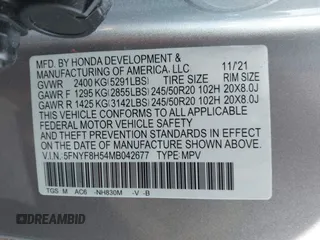 MFD. BY HONDA DEVELOPMENT &
MANUFACTURING OF AMERICA, LLC 11/21
GVWR 2400 KG(5291LBS) TIRE SIZE RIM SIZE
GAWR F 1295 KG(2855LBS) 245/50R20 102H 20X8.0J
GAWR R 1425 KG(3142LBS) 245/50R20 102H 20X8.0J
THIS VEHICLE CONFORMS TO ALL APPLICABLE
FEDERAL MOTOR VEHICLE SAFETY AND THEFT
PREVENTION STANDARDS IN EFFECT ON THE DATE
OF MANUFACTURE SHOWN ABOVE.
V.I.N. 5FNYF8H54MB042677 TYPE: MPV
TGS M AC6 -NH830M -V -B
DREAMBID